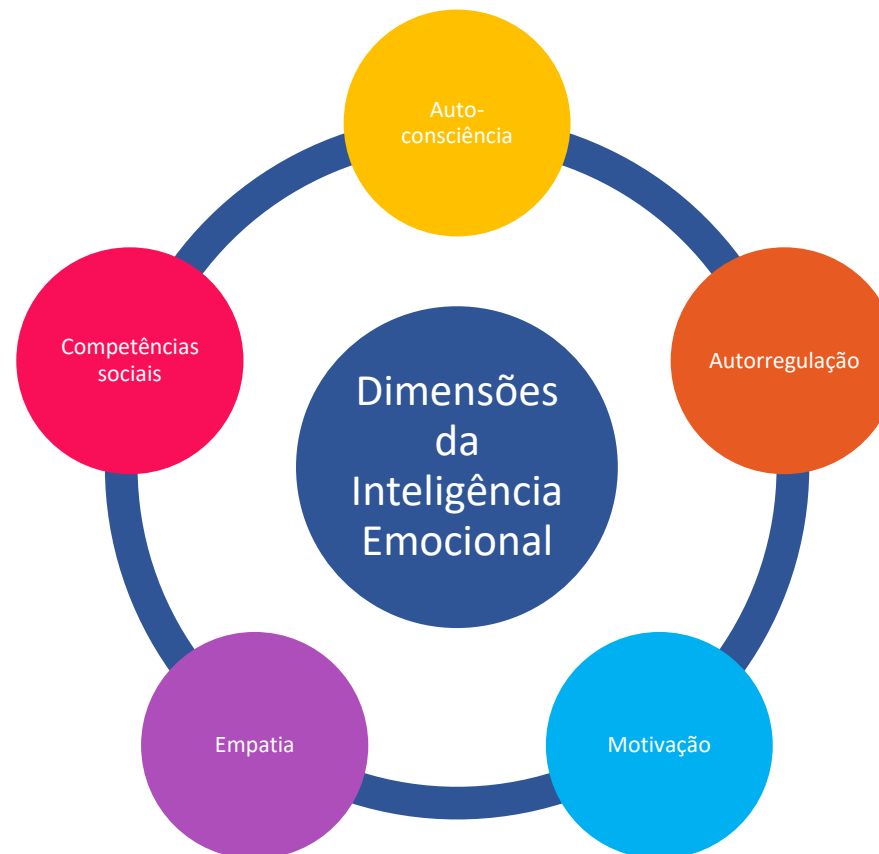 Auto-
consciência
Autorregulação
Motivação
Empatia
Competências
sociais
Dimensões
da
Inteligência
Emocional